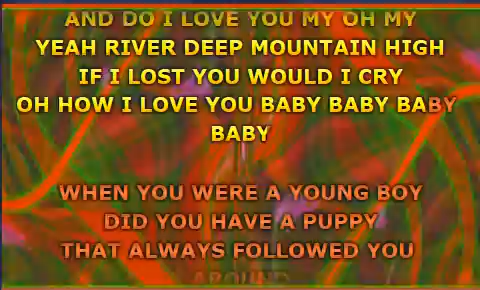 AND DO I LOVE YOU MY OH MY
YEAH RIVER DEEP MOUNTAIN HIGH
IF I LOST YOU WOULD I CRY
OH HOW I LOVE YOU BABY BABY BABY
BABY
WHEN YOU WERE A YOUNG BOY
DID YOU HAVE A PUPPY
THAT ALWAYS FOLLOWED YOU
AROUND